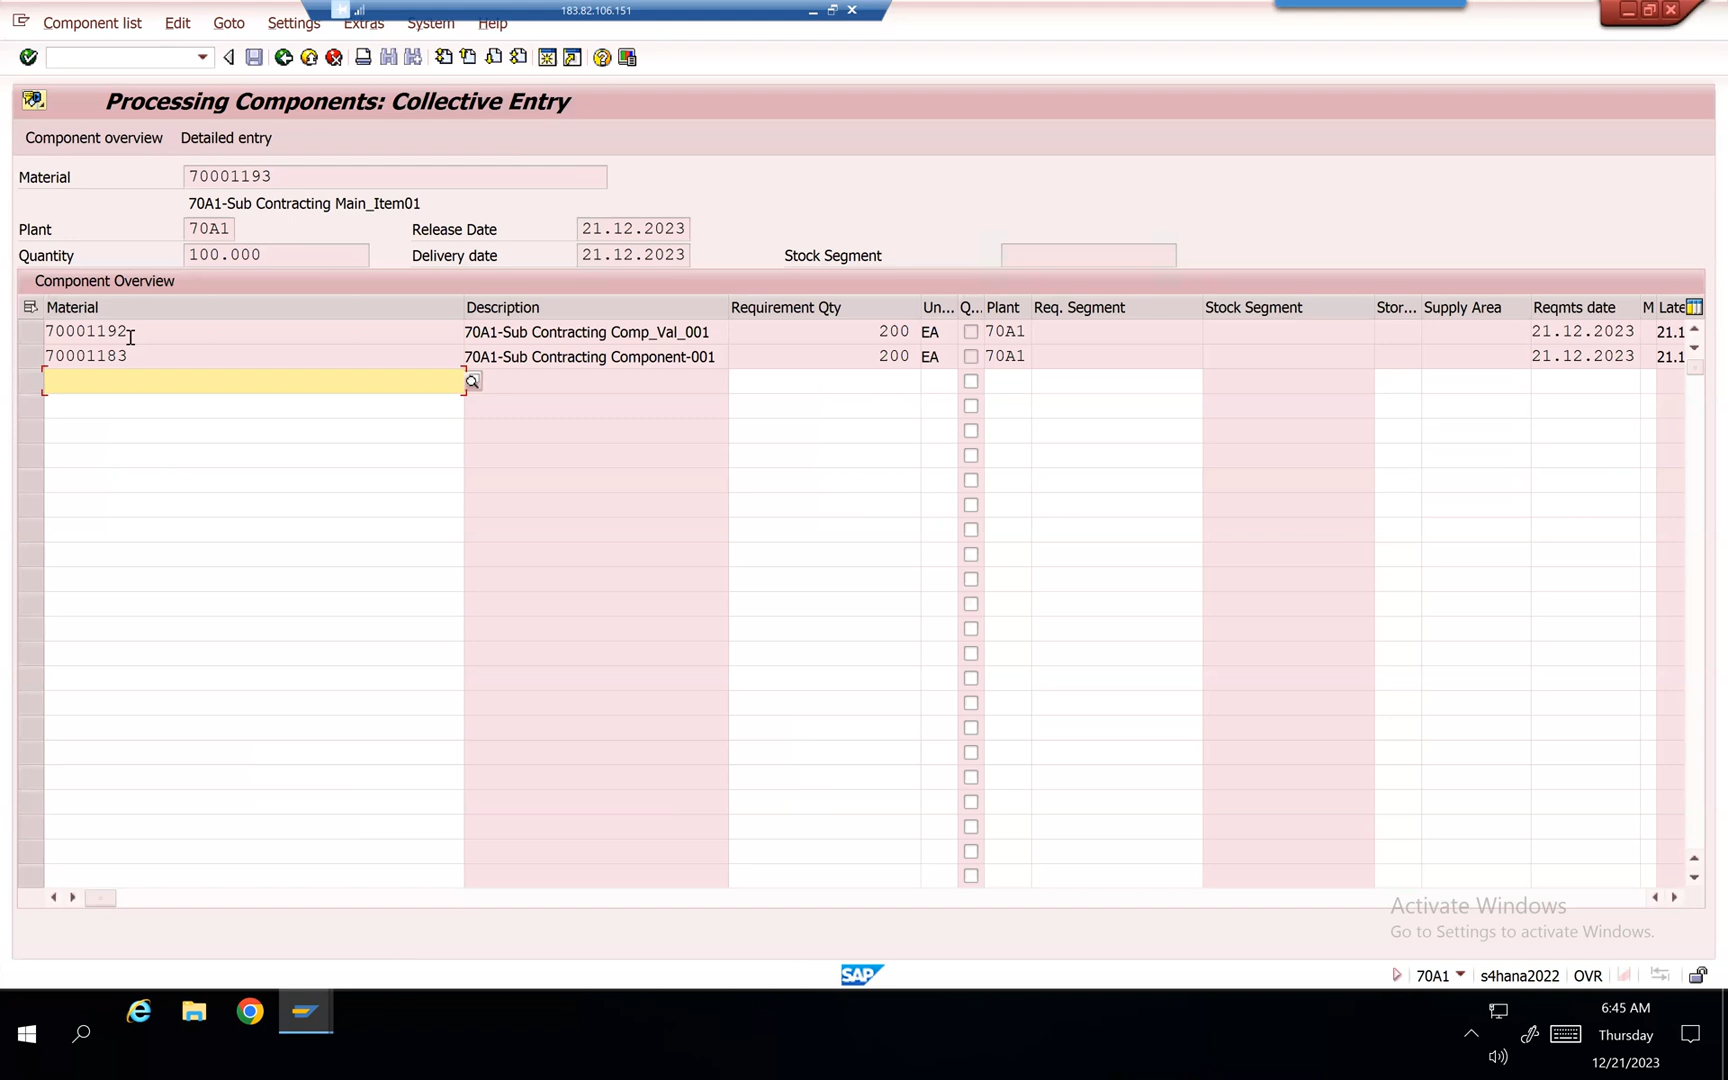 183.82.106.151
Component list Edit Goto Settings Extras System Help
Processing Components: Collective Entry
Component overview Detailed entry
Material 70001193
70A1-Sub Contracting Main_Item01
Plant 70A1 Release Date 21.12.2023
Quantity 100.000 Delivery date 21.12.2023 Stock Segment
Component Overview
Material Description Requirement Qty Un... Q... Plant Req. Segment Stock Segment Stor... Supply Area Reqmts date M Late
70001192 70A1-Sub Contracting Comp_Val_001 200 EA 70A1 21.12.2023 21.1
70001183 70A1-Sub Contracting Component-001 200 EA 70A1 21.12.2023 21.1
Activate Windows
Go to Settings to activate Windows.
SAP 70A1 s4hana2022 OVR
6:45 AM
Thursday
12/21/2023